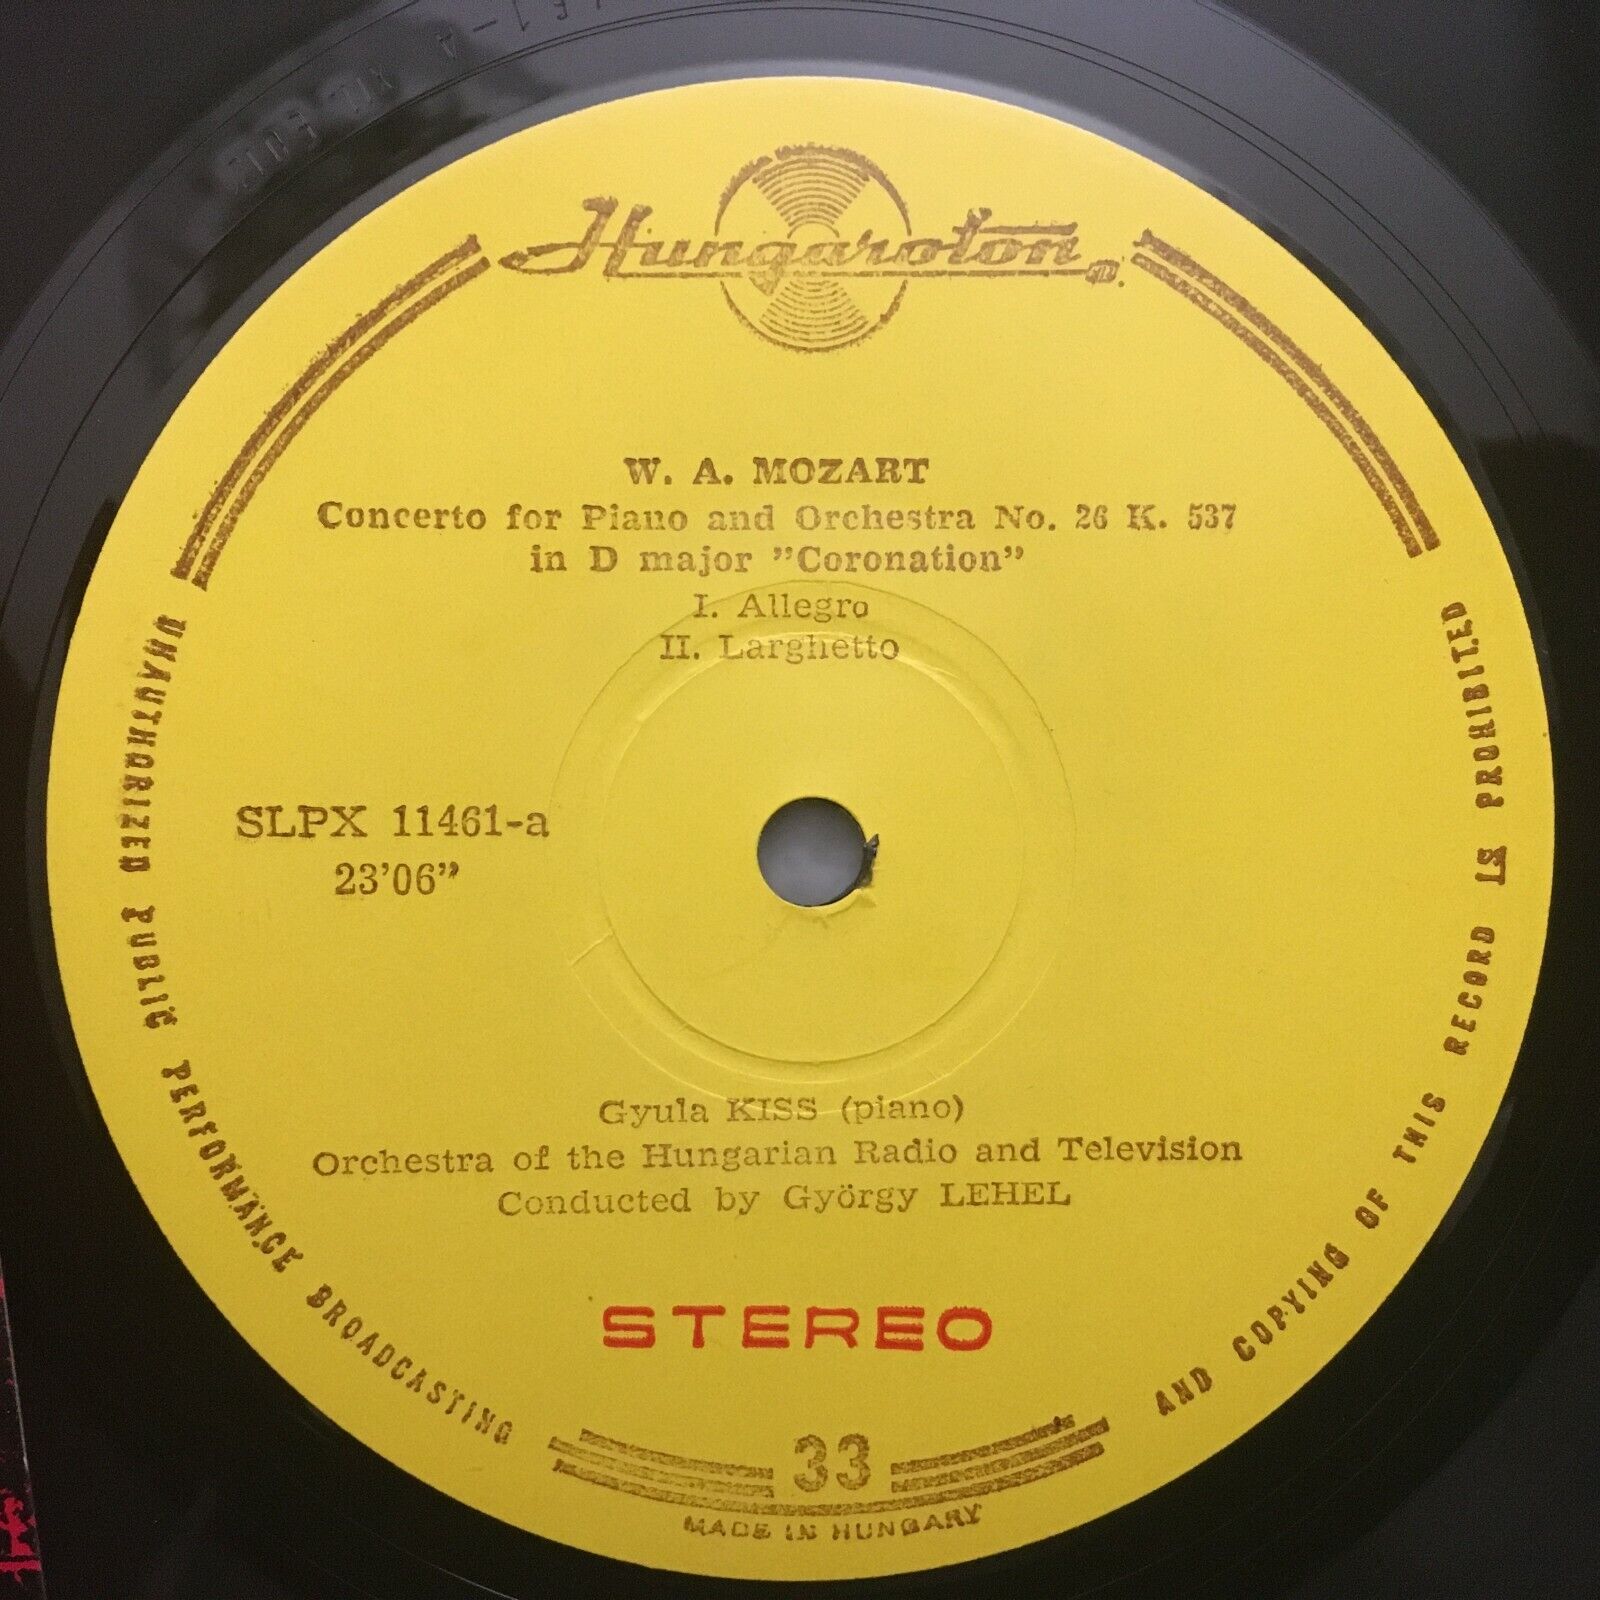 Hungaroton
W. A. MOZART
Concerto for Piano and Orchestra No. 26 K. 537
in D major ”Coronation”
I. Allegro
II. Larghetto
SLPX 11461-a
23’06”
Gyula KISS (piano)
Orchestra of the Hungarian Radio and Television
Conducted by György LEHEL
STEREO
33
MADE IN HUNGARY
UNAUTHORIZED PUBLIC PERFORMANCE BROADCASTING
AND COPYING OF THIS RECORD IS PROHIBITED